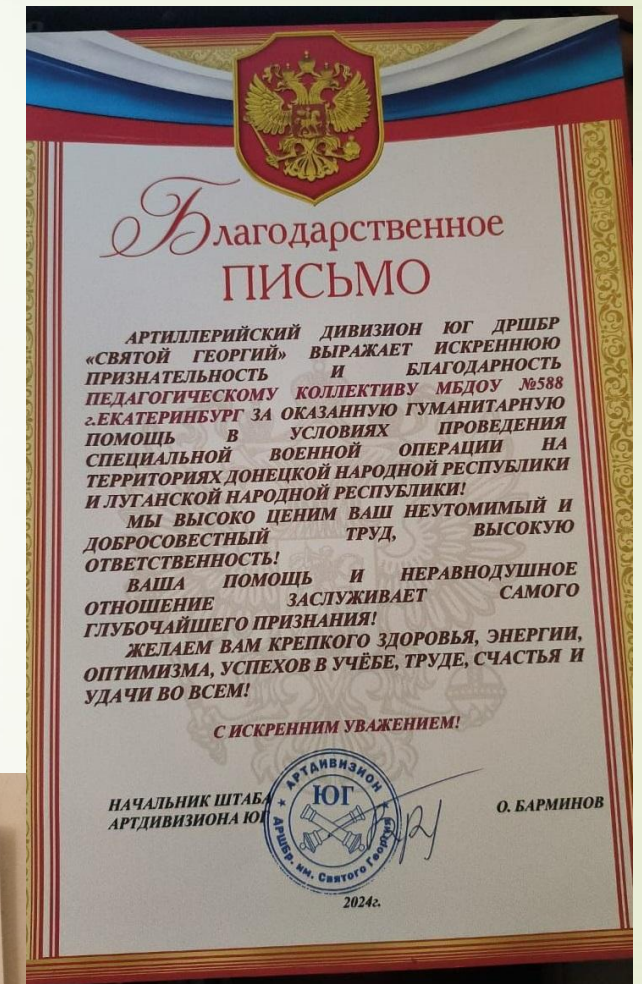 Благодарственное
ПИСЬМО
АРТИЛЛЕРИЙСКИЙ ДИВИЗИОН ЮГ ДРШБР
«СВЯТОЙ ГЕОРГИЙ» ВЫРАЖАЕТ ИСКРЕННЮЮ
ПРИЗНАТЕЛЬНОСТЬ И БЛАГОДАРНОСТЬ
ПЕДАГОГИЧЕСКОМУ КОЛЛЕКТИВУ МБДОУ №588
г.ЕКАТЕРИНБУРГ ЗА ОКАЗАННУЮ ГУМАНИТАРНУЮ
ПОМОЩЬ В УСЛОВИЯХ ПРОВЕДЕНИЯ
СПЕЦИАЛЬНОЙ ВОЕННОЙ ОПЕРАЦИИ НА
ТЕРРИТОРИЯХ ДОНЕЦКОЙ НАРОДНОЙ РЕСПУБЛИКИ
И ЛУГАНСКОЙ НАРОДНОЙ РЕСПУБЛИКИ!
МЫ ВЫСОКО ЦЕНИМ ВАШ НЕУТОМИМЫЙ И
ДОБРОСОВЕСТНЫЙ ТРУД, ВЫСОКУЮ
ОТВЕТСТВЕННОСТЬ!
ВАША ПОМОЩЬ И НЕРАВНОДУШНОЕ
ОТНОШЕНИЕ ЗАСЛУЖИВАЕТ САМОГО
ГЛУБОЧАЙШЕГО ПРИЗНАНИЯ!
ЖЕЛАЕМ ВАМ КРЕПКОГО ЗДОРОВЬЯ, ЭНЕРГИИ,
ОПТИМИЗМА, УСПЕХОВ В УЧЁБЕ, ТРУДЕ, СЧАСТЬЯ И
УДАЧИ ВО ВСЕМ!
С ИСКРЕННИМ УВАЖЕНИЕМ!
НАЧАЛЬНИК ШТАБА
АРТДИВИЗИОНА ЮГ
АРТДИВИЗИОН
ЮГ
ДРШБр. им. Святого Георгия
О. БАРМИНОВ
2024г.